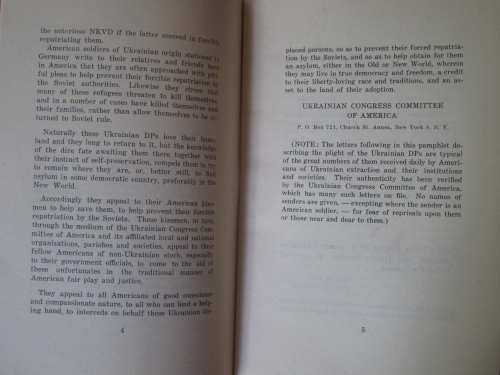 the notorious NKVD if the latter succeed in forcibly
repatriating them.
American soldiers of Ukrainian origin stationed in
Germany write to their relatives and friends here
in America that they are often approached with piti-
ful pleas to help prevent their forcible repatriation by
the Soviet authorities. Likewise they stress that
many of these refugees threaten to kill themselves,
and in a number of cases have killed themselves and
their families, rather than allow themselves to be re-
turned to Soviet rule.
Naturally these Ukrainian DPs love their home-
land and they long to return to it, but the knowledge
of the dire fate awaiting them there together with
their instinct of self-preservation, compels them to try
to remain where they are, or, better still, to find
asylum in some democratic country, preferably in the
New World.
Accordingly they appeal to their American kins-
men to help save them, to help prevent their forcible
repatriation by the Soviets. These kinsmen, in turn,
through the medium of the Ukrainian Congress Com-
mittee of America and its affiliated local and national
organizations, parishes and societies, appeal to their
fellow Americans of non-Ukrainian stock, especially
to their government officials, to come to the aid of
these unfortunates in the traditional manner of
American fair play and justice.
They appeal to all Americans of good conscience
and compassionate nature, to all who can lend a help-
ing hand, to intercede on behalf these Ukrainian dis-
4
placed persons, so as to prevent their forced repatria-
tion by the Soviets, and so as to help obtain for them
an asylum, either in the Old or New World, wherein
they may live in true democracy and freedom, a credit
to their liberty-loving race and traditions, and an as-
set to the land of their adoption.
UKRAINIAN CONGRESS COMMITTEE
OF AMERICA
P. O. Box 721, Church St. Annex, New York 8, N. Y.
(NOTE: The letters following in this pamphlet de-
scribing the plight of the Ukrainian DPs are typical
of the great numbers of them received daily by Ameri-
cans of Ukrainian extraction and their institutions
and societies. Their authenticity has been verified
by the Ukrainian Congress Committee of America,
which has many such letters on file. No names of
senders are given, — excepting where the sender is an
American soldier, — for fear of reprisals upon them
or those near and dear to them.)
5